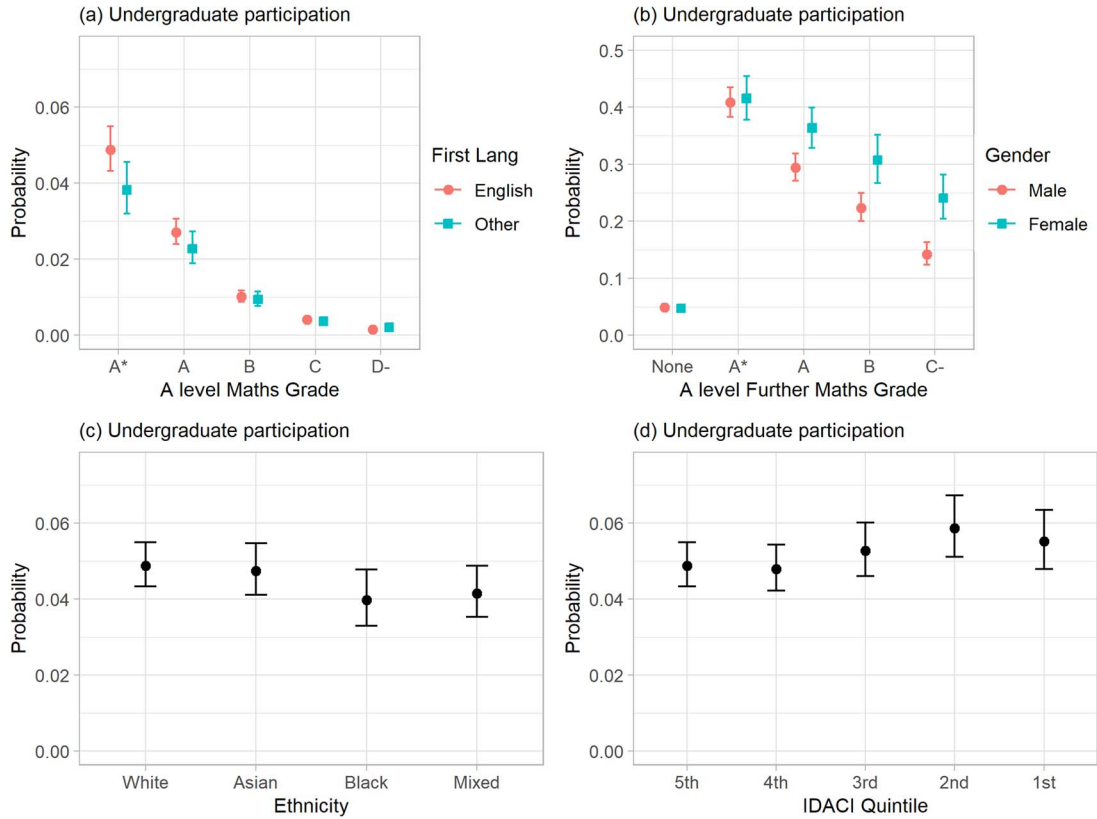 (a) Undergraduate participation
Probability
0.06
0.04
0.02
0.00
A* A B C D-
A level Maths Grade
First Lang
English
Other
(b) Undergraduate participation
Probability
0.5
0.4
0.3
0.2
0.1
0.0
None A* A B C-
A level Further Maths Grade
Gender
Male
Female
(c) Undergraduate participation
Probability
0.06
0.04
0.02
0.00
White Asian Black Mixed
Ethnicity
(d) Undergraduate participation
Probability
0.06
0.04
0.02
0.00
5th 4th 3rd 2nd 1st
IDACI Quintile